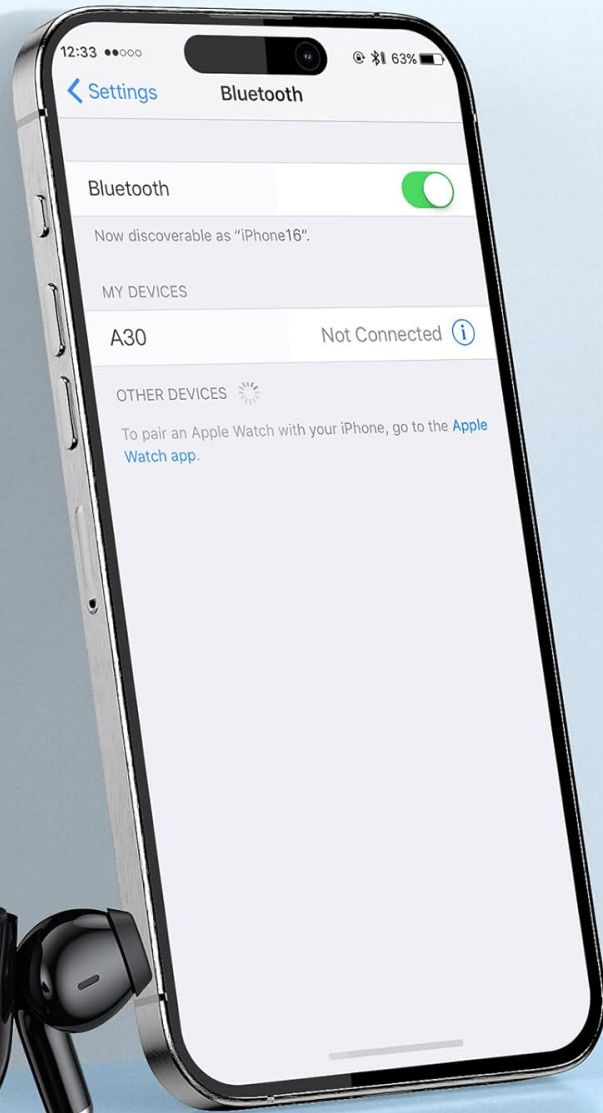 12:33
63%
Settings
Bluetooth
Bluetooth
Now discoverable as "iPhone16".
MY DEVICES
A30
Not Connected
OTHER DEVICES
To pair an Apple Watch with your iPhone, go to the Apple
Watch app.